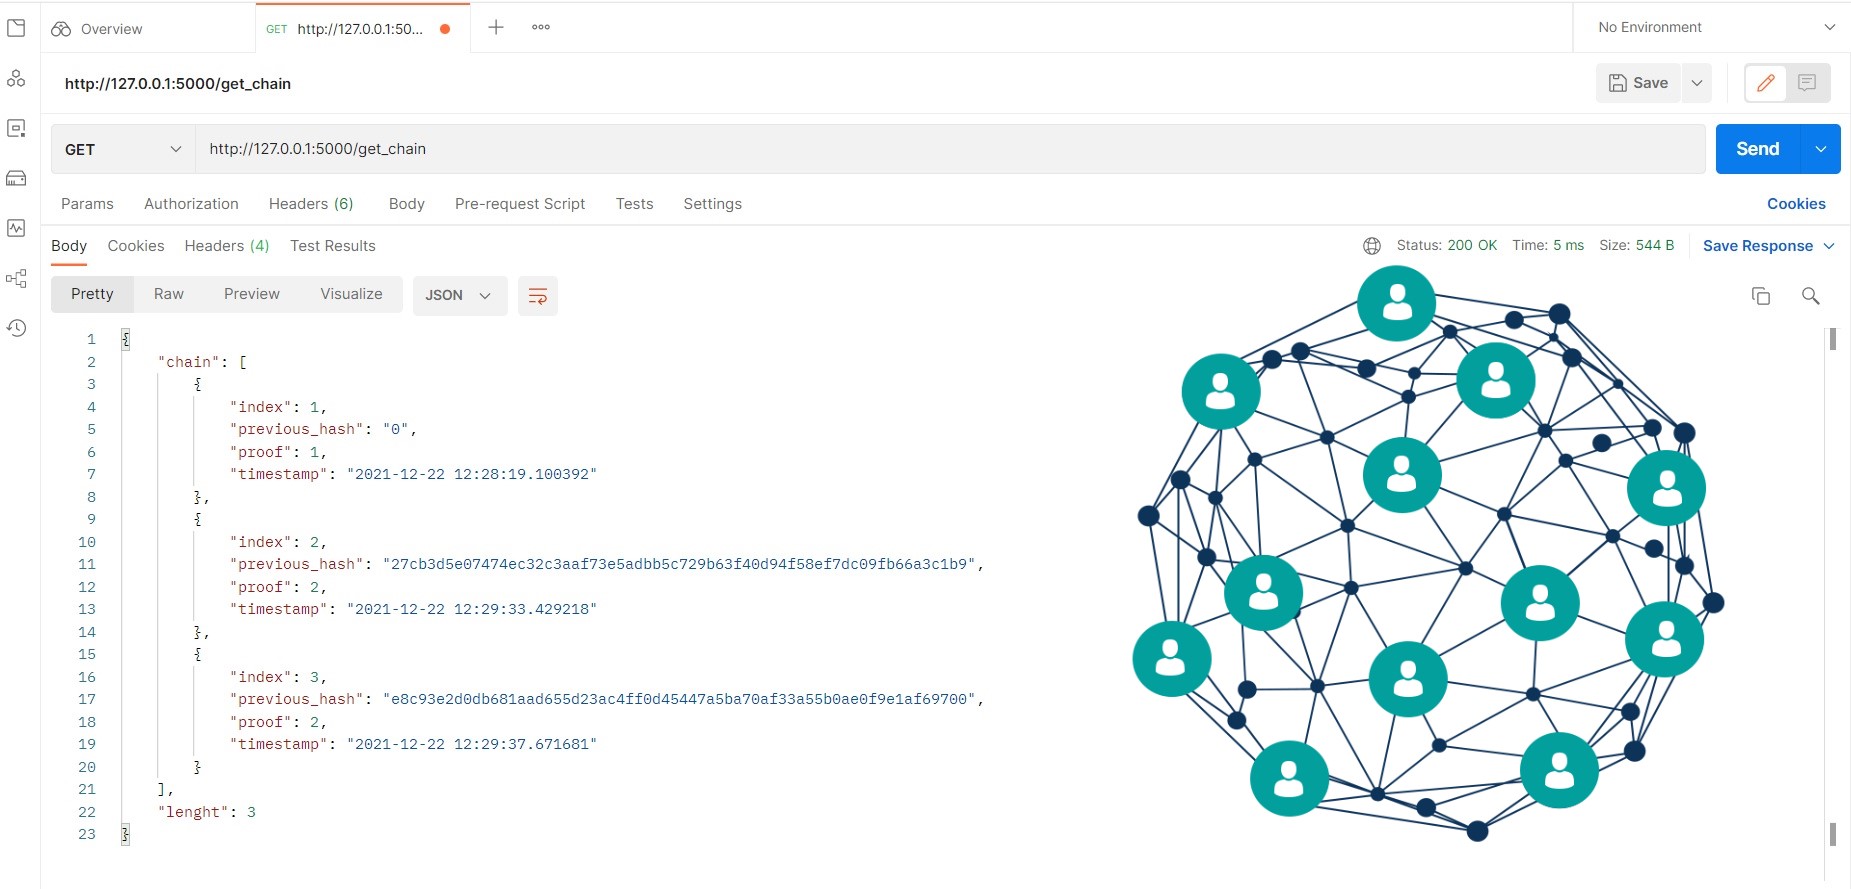 Overview
GET http://127.0.0.1:50...
No Environment
http://127.0.0.1:5000/get_chain
Save
GET http://127.0.0.1:5000/get_chain
Send
Params Authorization Headers (6) Body Pre-request Script Tests Settings
Cookies
Body Cookies Headers (4) Test Results
Status: 200 OK Time: 5 ms Size: 544 B Save Response
Pretty Raw Preview Visualize JSON
1 {
2 "chain": [
3 {
4 "index": 1,
5 "previous_hash": "0",
6 "proof": 1,
7 "timestamp": "2021-12-22 12:28:19.100392"
8 },
9 {
10 "index": 2,
11 "previous_hash": "27cb3d5e07474ec32c3aaf73e5adbb5c729b63f40d94f58ef7dc09fb66a3c1b9",
12 "proof": 2,
13 "timestamp": "2021-12-22 12:29:33.429218"
14 },
15 {
16 "index": 3,
17 "previous_hash": "e8c93e2d0db681aad655d23ac4ff0d45447a5ba70af33a55b0ae0f9e1af69700",
18 "proof": 2,
19 "timestamp": "2021-12-22 12:29:37.671681"
20 }
21 ],
22 "lenght": 3
23 }